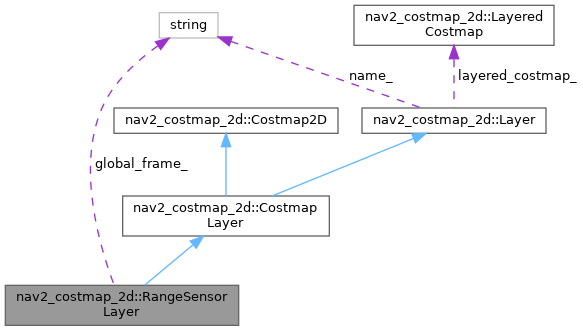 string
nav2_costmap_2d::Layered
Costmap
name_
layered_costmap_
nav2_costmap_2d::Costmap2D
nav2_costmap_2d::Layer
global_frame_
nav2_costmap_2d::Costmap
Layer
nav2_costmap_2d::RangeSensor
Layer